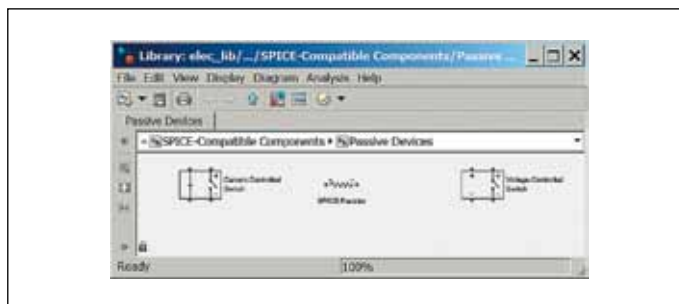 Library: elec_lib/.../SPICE-Compatible Components/Passive ...
File Edit View Display Diagram Analysis Help
Passive Devices
SPICE-Compatible Components Passive Devices
Current Controlled
Switch
SPICE Resistor
Voltage Controlled
Switch
Ready 100%